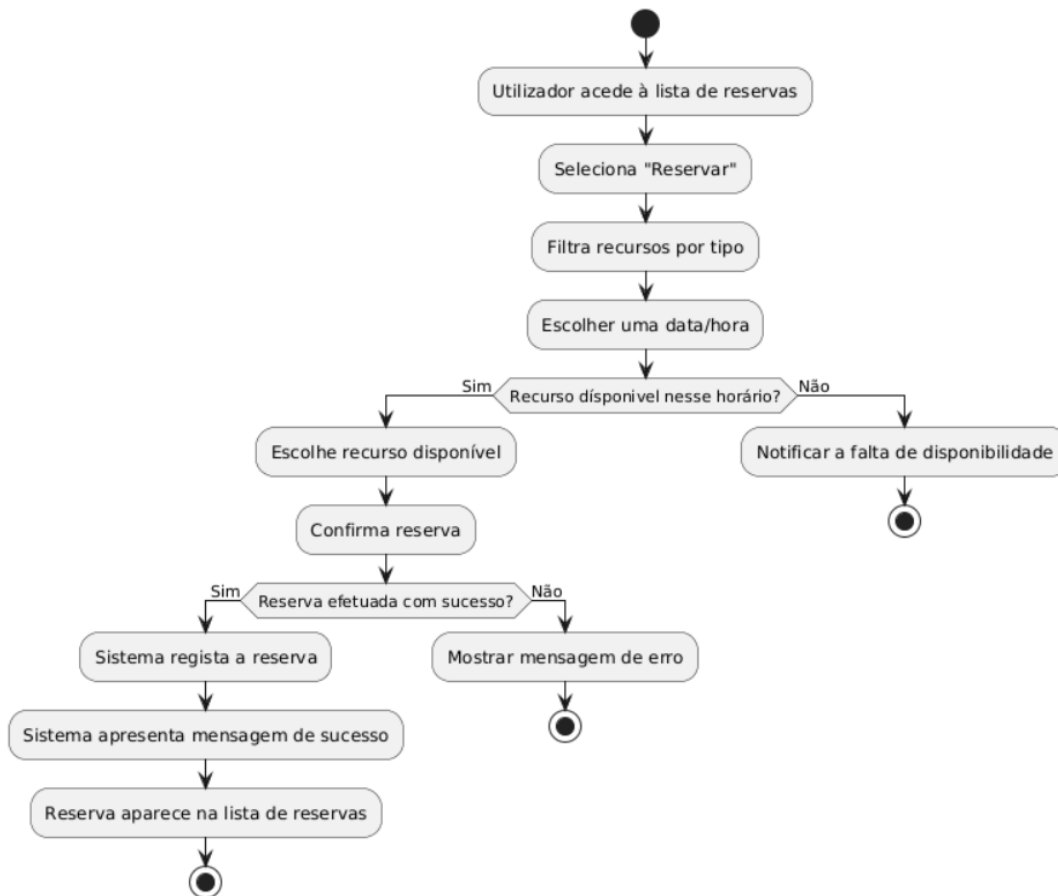 Utilizador acede à lista de reservas
Seleciona "Reservar"
Filtra recursos por tipo
Escolher uma data/hora
Sim
Recurso dísponivel nesse horário?
Não
Escolhe recurso disponível
Notificar a falta de disponibilidade
Confirma reserva
Sim
Reserva efetuada com sucesso?
Não
Sistema regista a reserva
Mostrar mensagem de erro
Sistema apresenta mensagem de sucesso
Reserva aparece na lista de reservas